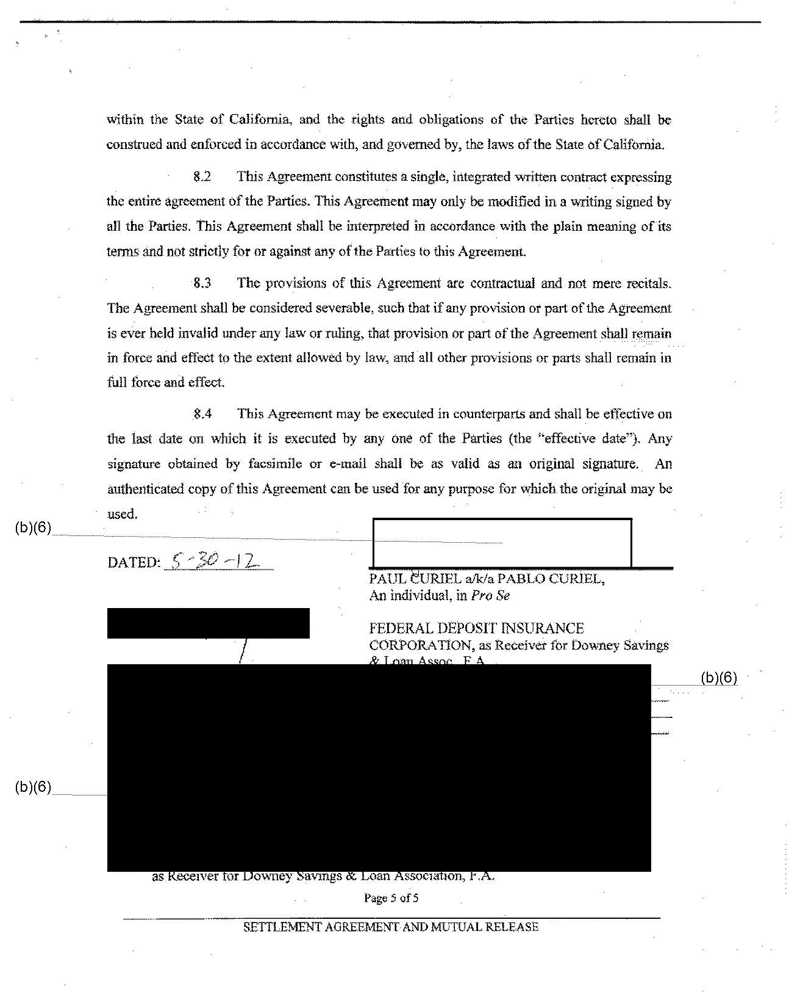 within the State of California, and the rights and obligations of the Parties hereto shall be
construed and enforced in accordance with, and governed by, the laws of the State of California.
8.2 This Agreement constitutes a single, integrated written contract expressing
the entire agreement of the Parties. This Agreement may only be modified in a writing signed by
all the Parties. This Agreement shall be interpreted in accordance with the plain meaning of its
terms and not strictly for or against any of the Parties to this Agreement.
8.3 The provisions of this Agreement are contractual and not mere recitals.
The Agreement shall be considered severable, such that if any provision or part of the Agreement
is ever held invalid under any law or ruling, that provision or part of the Agreement shall remain
in force and effect to the extent allowed by law, and all other provisions or parts shall remain in
full force and effect.
8.4 This Agreement may be executed in counterparts and shall be effective on
the last date on which it is executed by any one of the Parties (the “effective date”). Any
signature obtained by facsimile or e-mail shall be as valid as an original signature. An
authenticated copy of this Agreement can be used for any purpose for which the original may be
used.
(b)(6)
DATED: 5-30-12
PAUL CURIEL a/k/a PABLO CURIEL,
An individual, in Pro Se
FEDERAL DEPOSIT INSURANCE
CORPORATION, as Receiver for Downey Savings
& Loan Assoc., F.A.
(b)(6)
(b)(6)
as Receiver for Downey Savings & Loan Association, F.A.
Page 5 of 5
SETTLEMENT AGREEMENT AND MUTUAL RELEASE